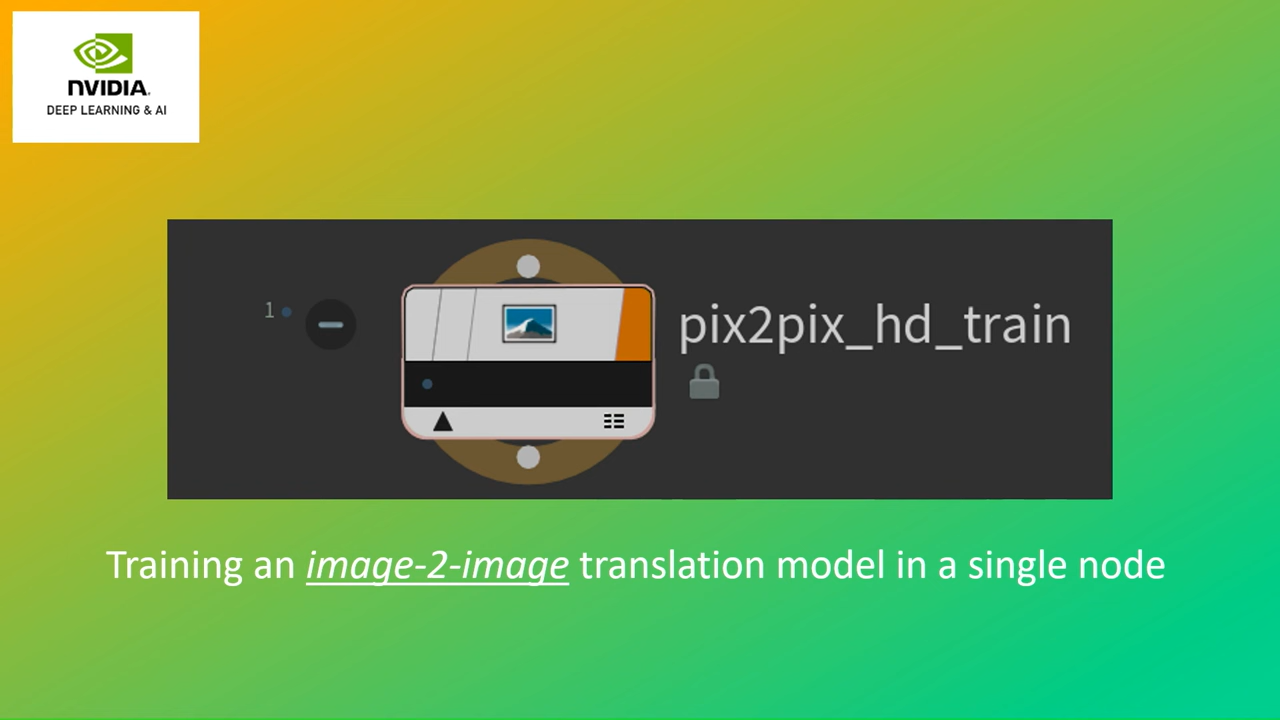 NVIDIA.
DEEP LEARNING & AI
1
pix2pix_hd_train
Training an image-2-image translation model in a single node